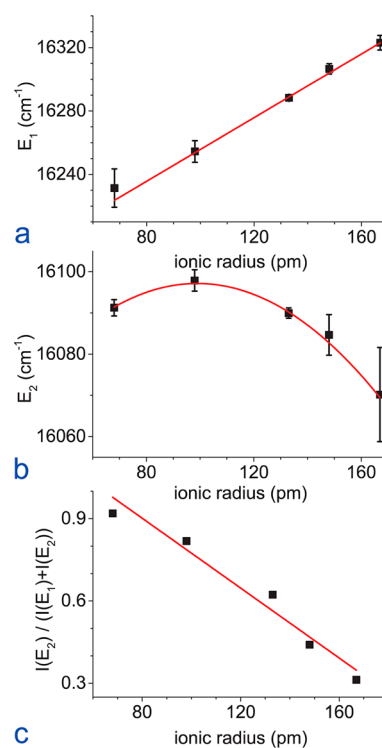 16320
16280
16240
E1 (cm-1)
80 120 160
ionic radius (pm)
a
16100
16080
16060
E2 (cm-1)
80 120 160
ionic radius (pm)
b
0.9
0.6
0.3
I(E2) / (I(E1)+I(E2))
80 120 160
ionic radius (pm)
c